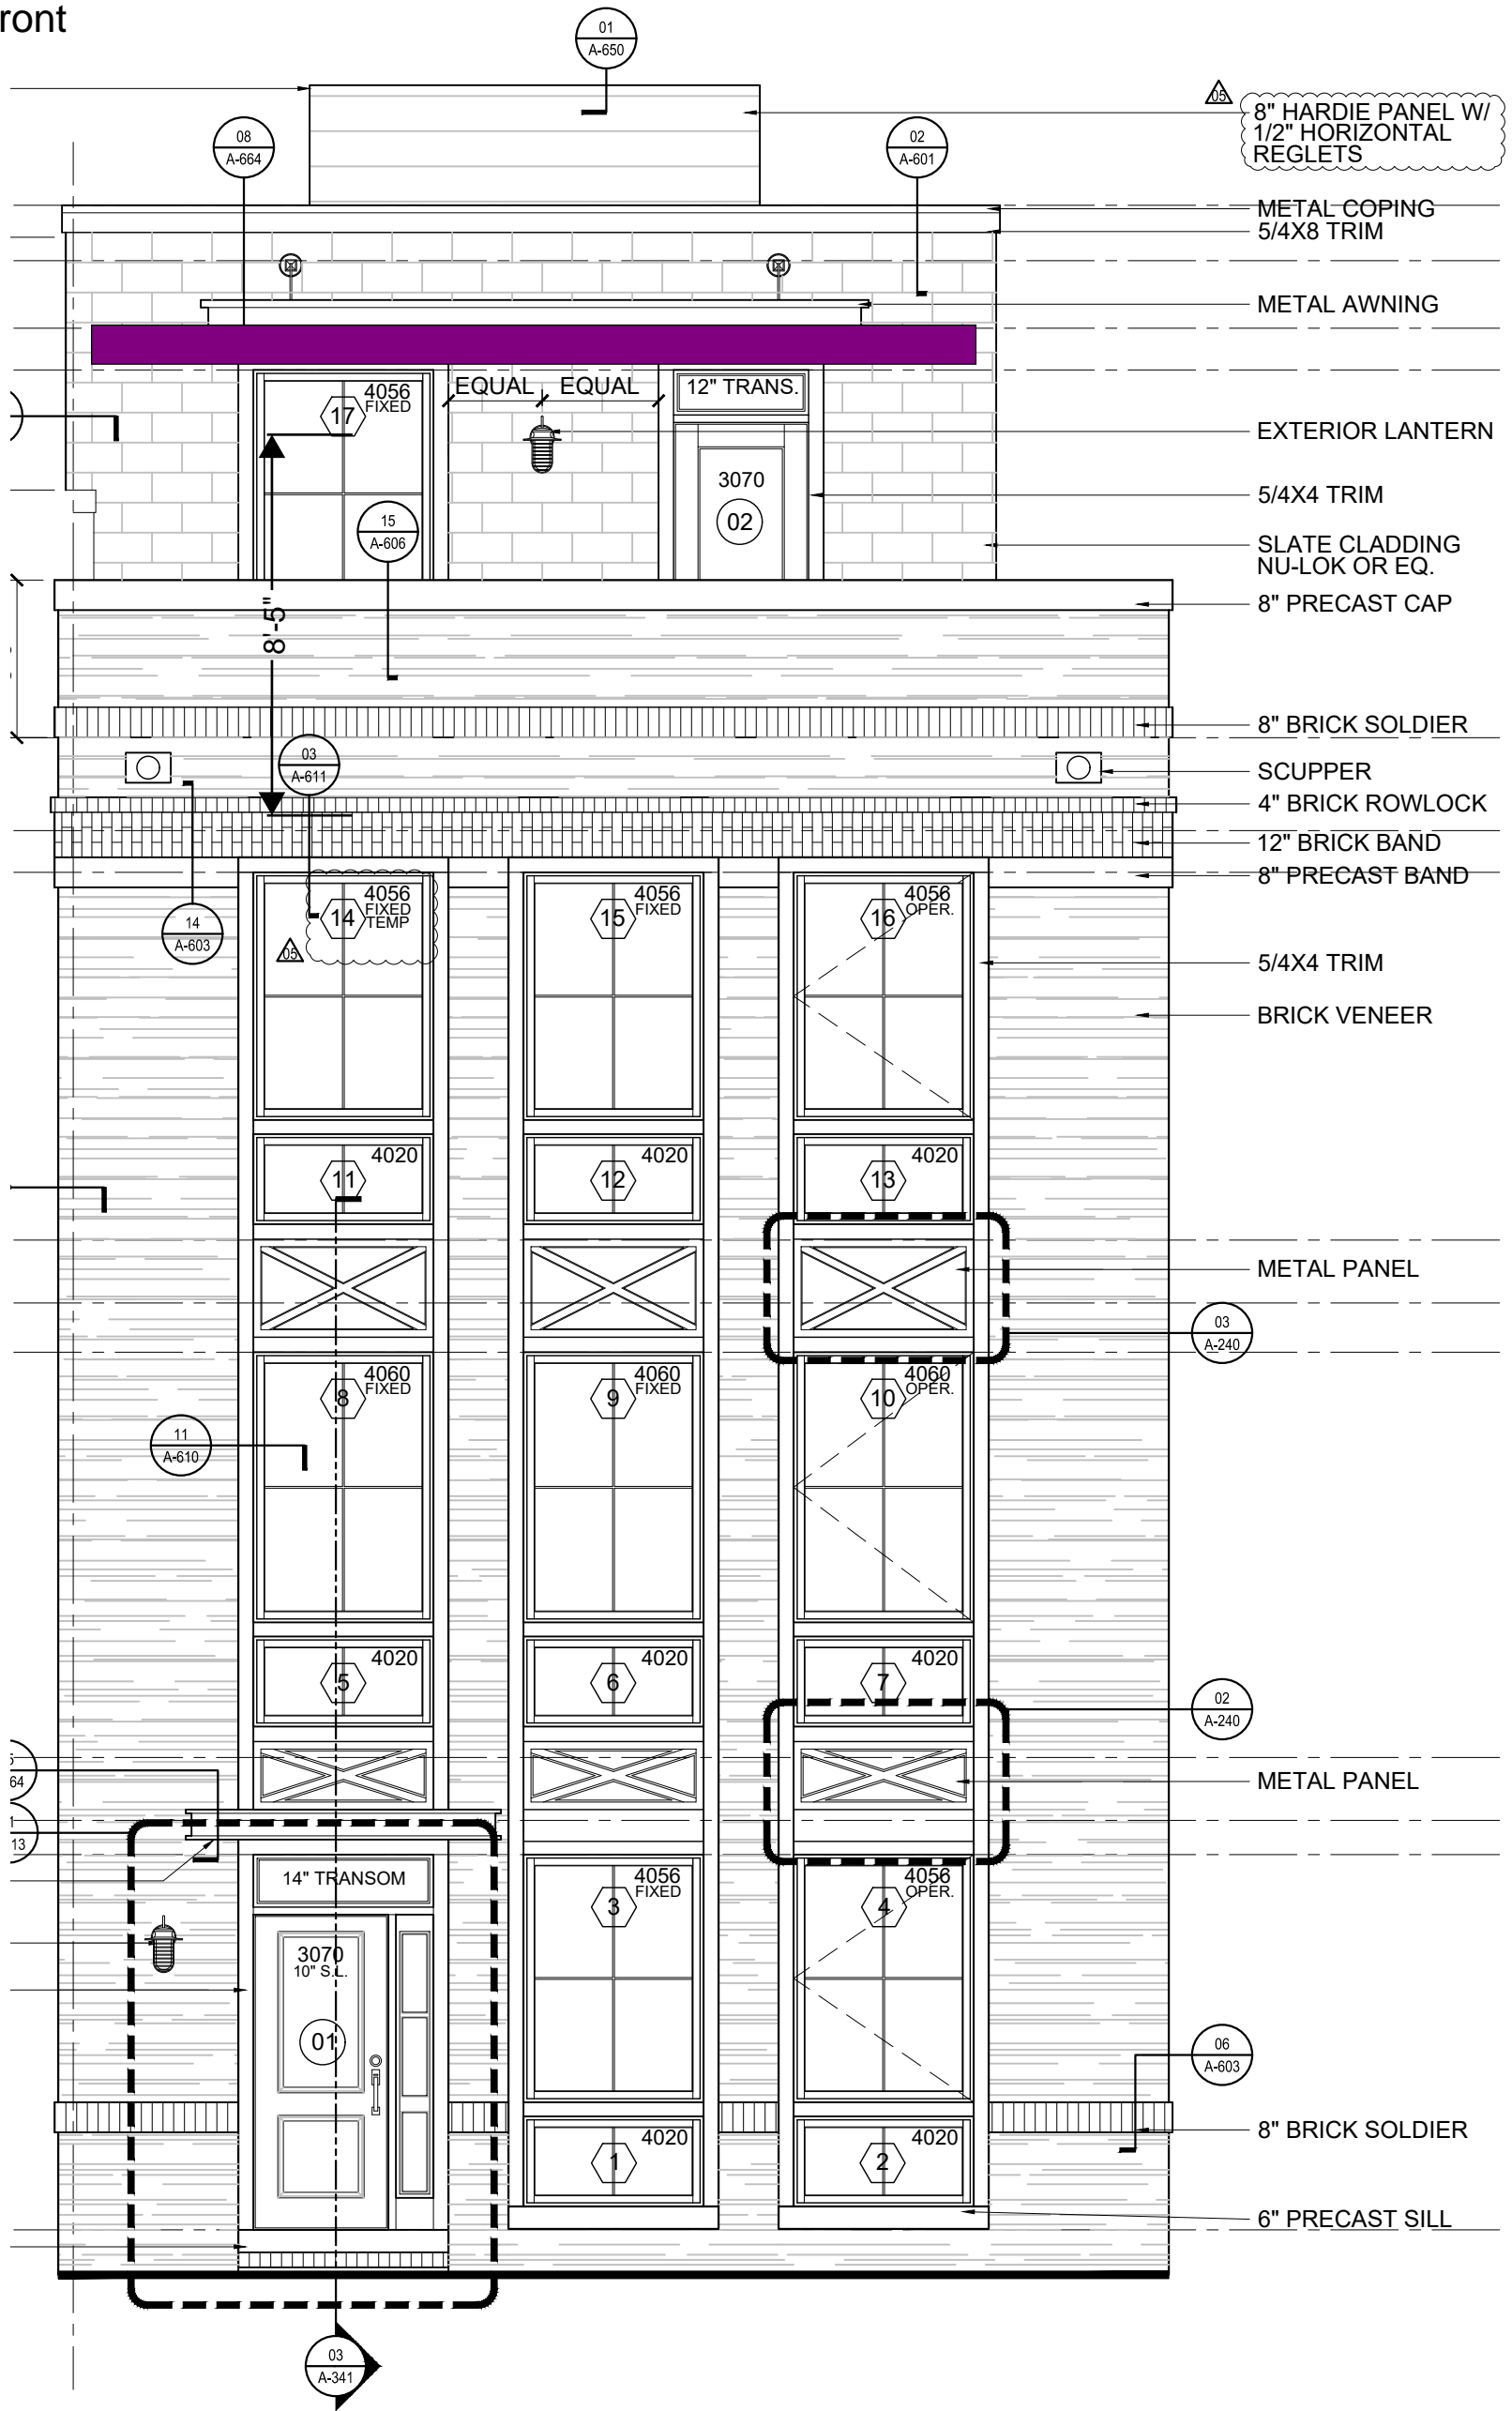 ront
01
A-650
05
8" HARDIE PANEL W/
1/2" HORIZONTAL
REGLETS
08
A-664
02
A-601
METAL COPING
5/4X8 TRIM
METAL AWNING
4056
FIXED
17
EQUAL
EQUAL
12" TRANS.
EXTERIOR LANTERN
3070
02
5/4X4 TRIM
15
A-606
SLATE CLADDING
NU-LOK OR EQ.
8" PRECAST CAP
8'-5"
8" BRICK SOLDIER
03
A-611
SCUPPER
4" BRICK ROWLOCK
12" BRICK BAND
8" PRECAST BAND
14
A-603
4056
FIXED
TEMP
14
05
4056
FIXED
15
4056
OPER.
16
5/4X4 TRIM
BRICK VENEER
4020
11
4020
12
4020
13
METAL PANEL
03
A-240
4060
FIXED
8
4060
FIXED
9
4060
OPER.
10
11
A-610
4020
5
4020
6
4020
7
02
A-240
METAL PANEL
64
13
14" TRANSOM
4056
FIXED
3
4056
OPER.
4
3070
10" S.L.
01
06
A-603
8" BRICK SOLDIER
4020
1
4020
2
6" PRECAST SILL
03
A-341